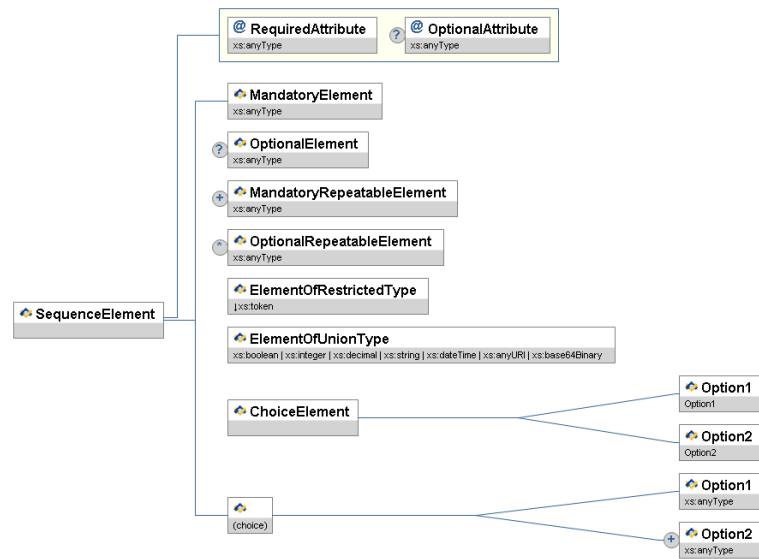 @ RequiredAttribute
xs:anyType
? @ OptionalAttribute
xs:anyType
MandatoryElement
xs:anyType
? OptionalElement
xs:anyType
+ MandatoryRepeatableElement
xs:anyType
* OptionalRepeatableElement
xs:anyType
ElementOfRestrictedType
↓xs:token
SequenceElement
ElementOfUnionType
xs:boolean | xs:integer | xs:decimal | xs:string | xs:dateTime | xs:anyURI | xs:base64Binary
ChoiceElement
Option1
Option1
Option2
Option2
(choice)
Option1
xs:anyType
+ Option2
xs:anyType